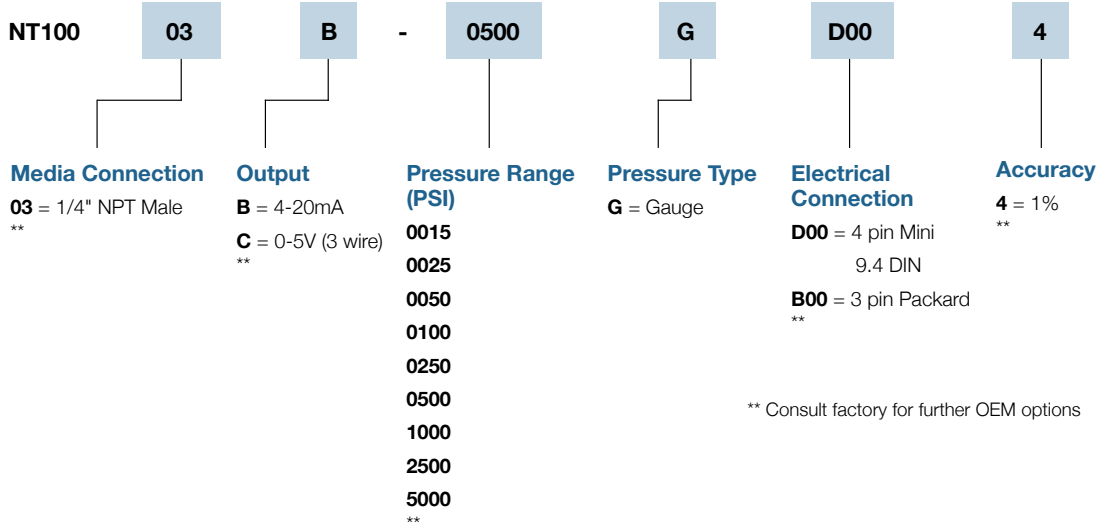 NT100 03 B - 0500 G D00 4
Media Connection
03 = 1/4" NPT Male
**
Output
B = 4-20mA
C = 0-5V (3 wire)
**
Pressure Range
(PSI)
0015
0025
0050
0100
0250
0500
1000
2500
5000
**
Pressure Type
G = Gauge
Electrical
Connection
D00 = 4 pin Mini
9.4 DIN
B00 = 3 pin Packard
**
Accuracy
4 = 1%
**
** Consult factory for further OEM options